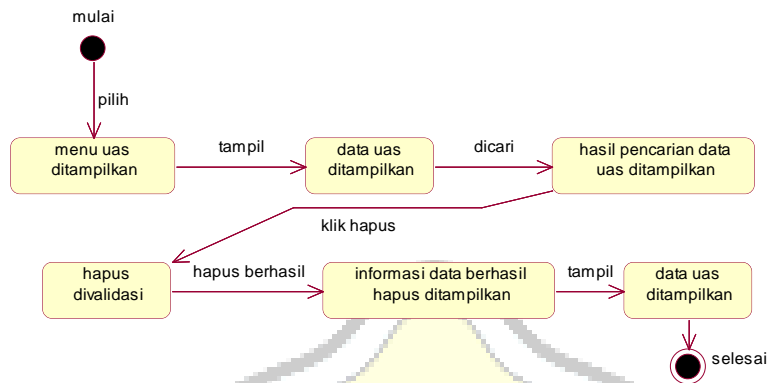 mulai
pilih
menu uas
ditampilkan
tampil
data uas
ditampilkan
dicari
hasil pencarian data
uas ditampilkan
klik hapus
hapus
divalidasi
hapus berhasil
informasi data berhasil
hapus ditampilkan
tampil
data uas
ditampilkan
selesai